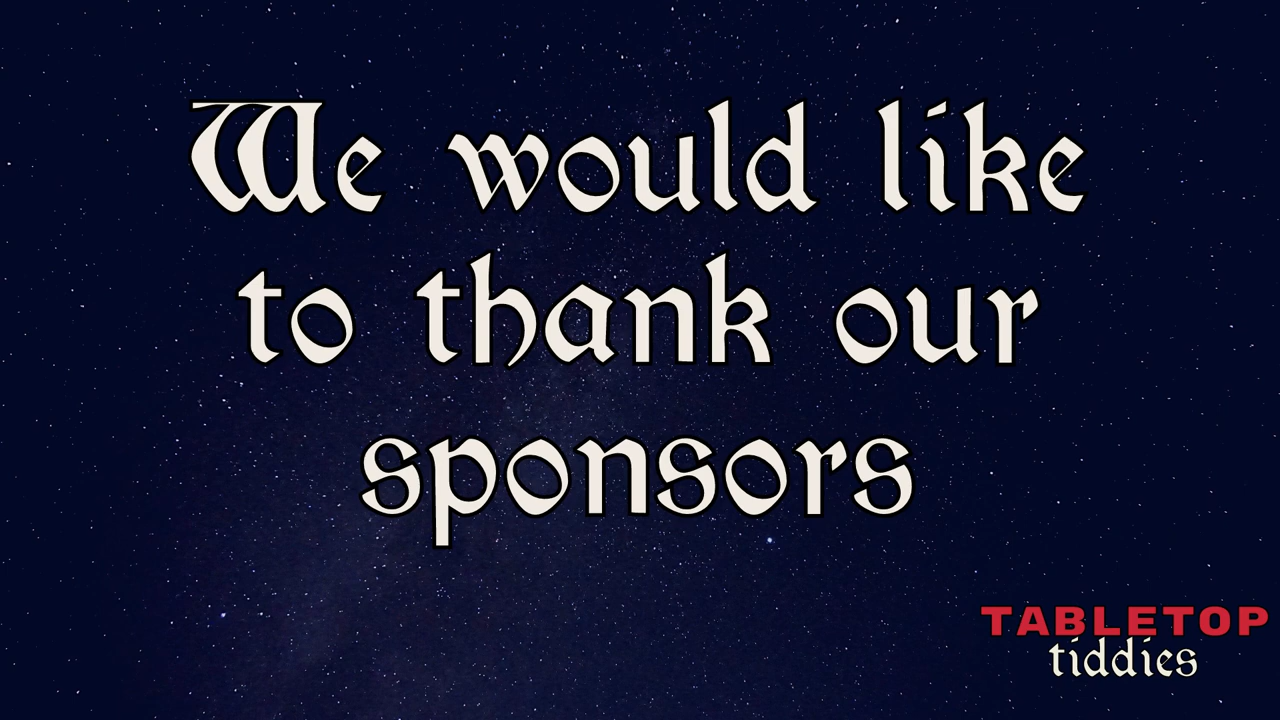 We would like
to thank our
sponsors
TABLETOP
tiddies